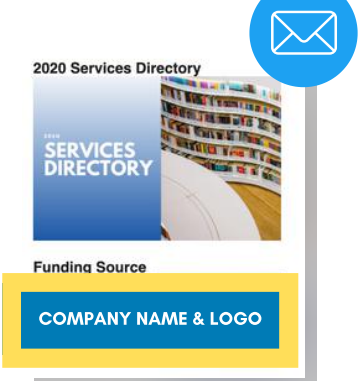 2020 Services Directory
2020
SERVICES
DIRECTORY
Funding Source
COMPANY NAME & LOGO